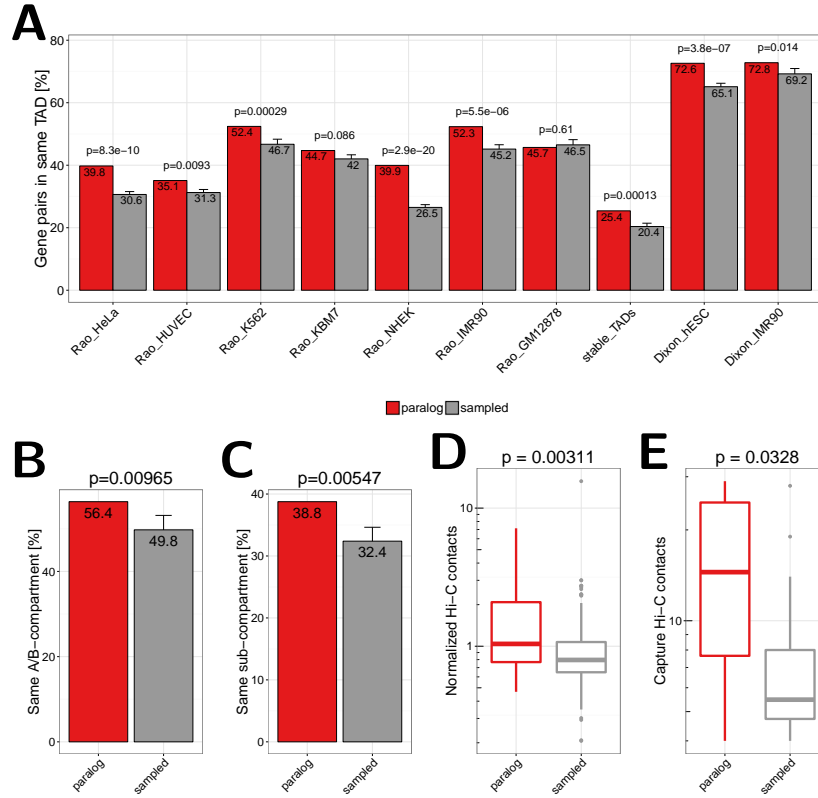 A
Gene pairs in same TAD [%]
80
60
40
20
0
p=8.3e−10
39.8
30.6
p=0.0093
35.1
31.3
p=0.00029
52.4
46.7
p=0.086
44.7
42
p=2.9e−20
39.9
26.5
p=5.5e−06
52.3
45.2
p=0.61
45.7
46.5
p=0.00013
25.4
20.4
p=3.8e−07
72.6
65.1
p=0.014
72.8
69.2
Rao_HeLa
Rao_HUVEC
Rao_K562
Rao_KBM7
Rao_NHEK
Rao_IMR90
Rao_GM12878
stable_TADs
Dixon_hESC
Dixon_IMR90
paralog sampled
B
p=0.00965
Same A/B−compartment [%]
40
20
0
56.4
49.8
paralog
sampled
C
p=0.00547
Same sub−compartment [%]
40
30
20
10
0
38.8
32.4
paralog
sampled
D
p = 0.00311
Normalized Hi−C contacts
10
1
paralog
sampled
E
p = 0.0328
Capture Hi−C contacts
10
paralog
sampled